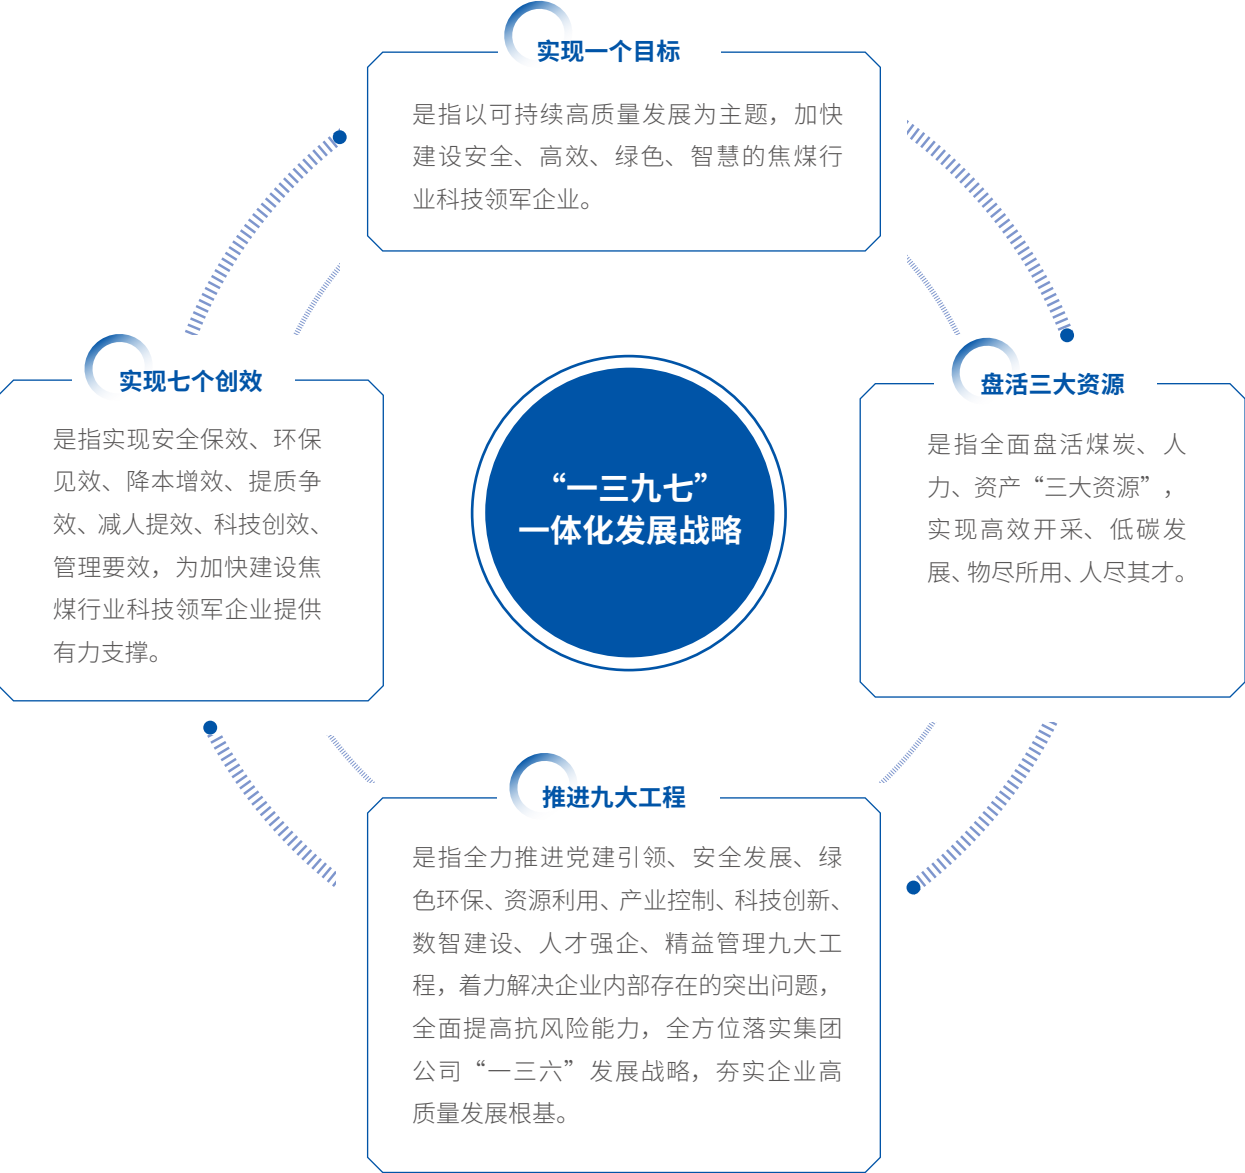 实现一个目标
是指以可持续高质量发展为主题，加快
建设安全、高效、绿色、智慧的焦煤行
业科技领军企业。
实现七个创效
是指实现安全保效、环保
见效、降本增效、提质争
效、减人提效、科技创效、
管理要效，为加快建设焦
煤行业科技领军企业提供
有力支撑。
“一三九七”
一体化发展战略
盘活三大资源
是指全面盘活煤炭、人
力、资产“三大资源”，
实现高效开采、低碳发
展、物尽所用、人尽其才。
推进九大工程
是指全力推进党建引领、安全发展、绿
色环保、资源利用、产业控制、科技创新、
数智建设、人才强企、精益管理九大工
程，着力解决企业内部存在的突出问题，
全面提高抗风险能力，全方位落实集团
公司“一三六”发展战略，夯实企业高
质量发展根基。